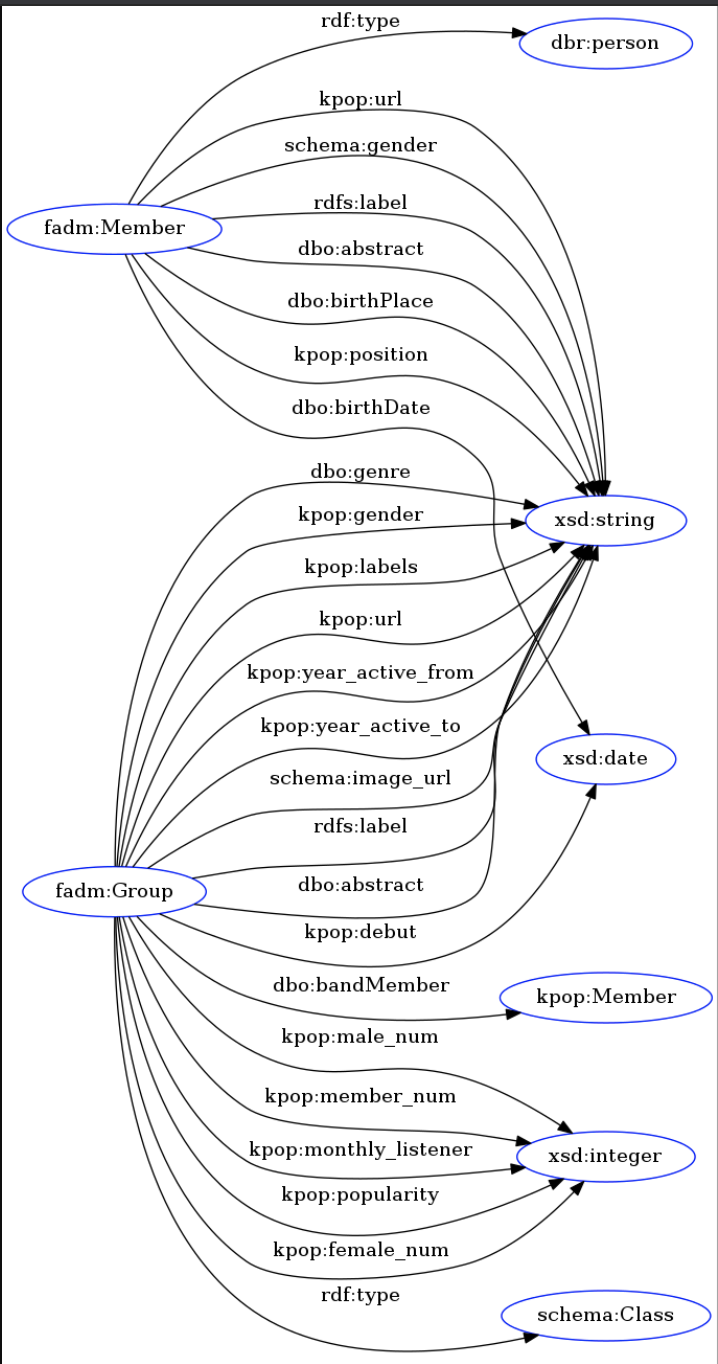 rdf:type
dbr:person
kpop:url
schema:gender
rdfs:label
fadm:Member
dbo:abstract
dbo:birthPlace
kpop:position
dbo:birthDate
dbo:genre
kpop:gender
xsd:string
kpop:labels
kpop:url
kpop:year_active_from
kpop:year_active_to
xsd:date
schema:image_url
rdfs:label
dbo:abstract
fadm:Group
kpop:debut
dbo:bandMember
kpop:Member
kpop:male_num
kpop:member_num
kpop:monthly_listener
xsd:integer
kpop:popularity
kpop:female_num
rdf:type
schema:Class